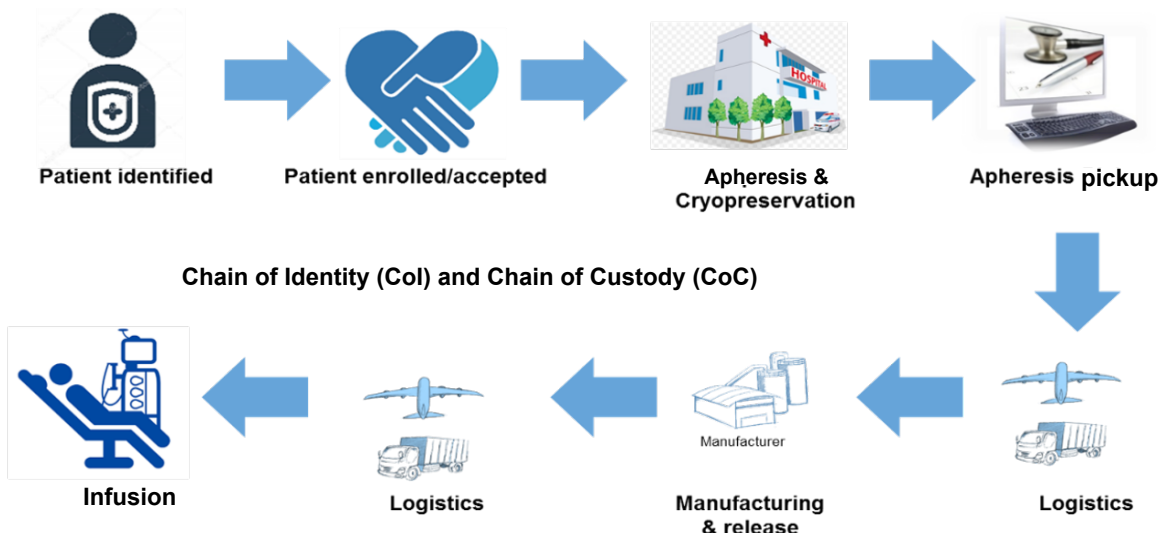 HOSPITAL
Patient identified
Patient enrolled/accepted
Apheresis &
Cryopreservation
Apheresis pickup
Chain of Identity (CoI) and Chain of Custody (CoC)
Manufacturer
Infusion
Logistics
Manufacturing
& release
Logistics